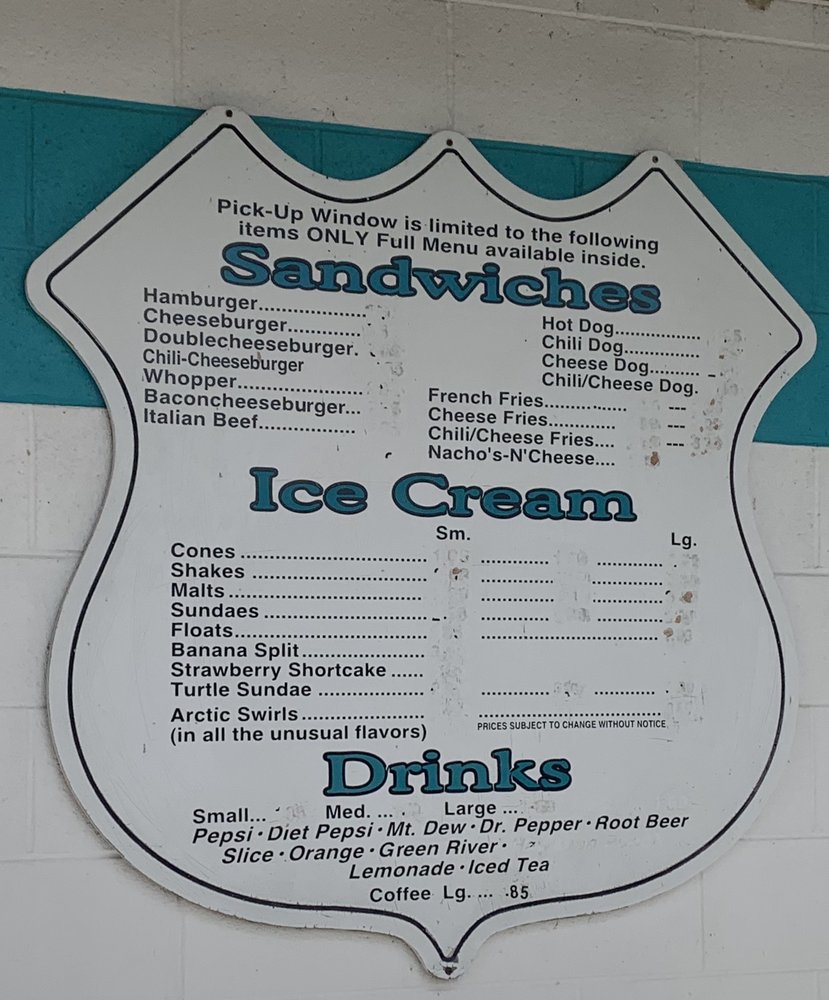 Pick-Up Window is limited to the following
items ONLY Full Menu available inside.
Sandwiches
Hamburger....................
Cheeseburger.............
Doublecheeseburger.
Chili-Cheeseburger
Whopper......................
Baconcheeseburger...
Italian Beef.................
Hot Dog................
Chili Dog..............
Cheese Dog.........
Chili/Cheese Dog.
French Fries............... ---
Cheese Fries............ ---
Chili/Cheese Fries.... ---
Nacho's-N'Cheese....
Ice Cream
Sm. Lg.
Cones
Shakes
Malts
Sundaes
Floats
Banana Split
Strawberry Shortcake ......
Turtle Sundae
Arctic Swirls
(in all the unusual flavors)
PRICES SUBJECT TO CHANGE WITHOUT NOTICE
Drinks
Small... Med. ... Large ...
Pepsi · Diet Pepsi · Mt. Dew · Dr. Pepper · Root Beer
Slice · Orange · Green River ·
Lemonade · Iced Tea
Coffee Lg. ... .85